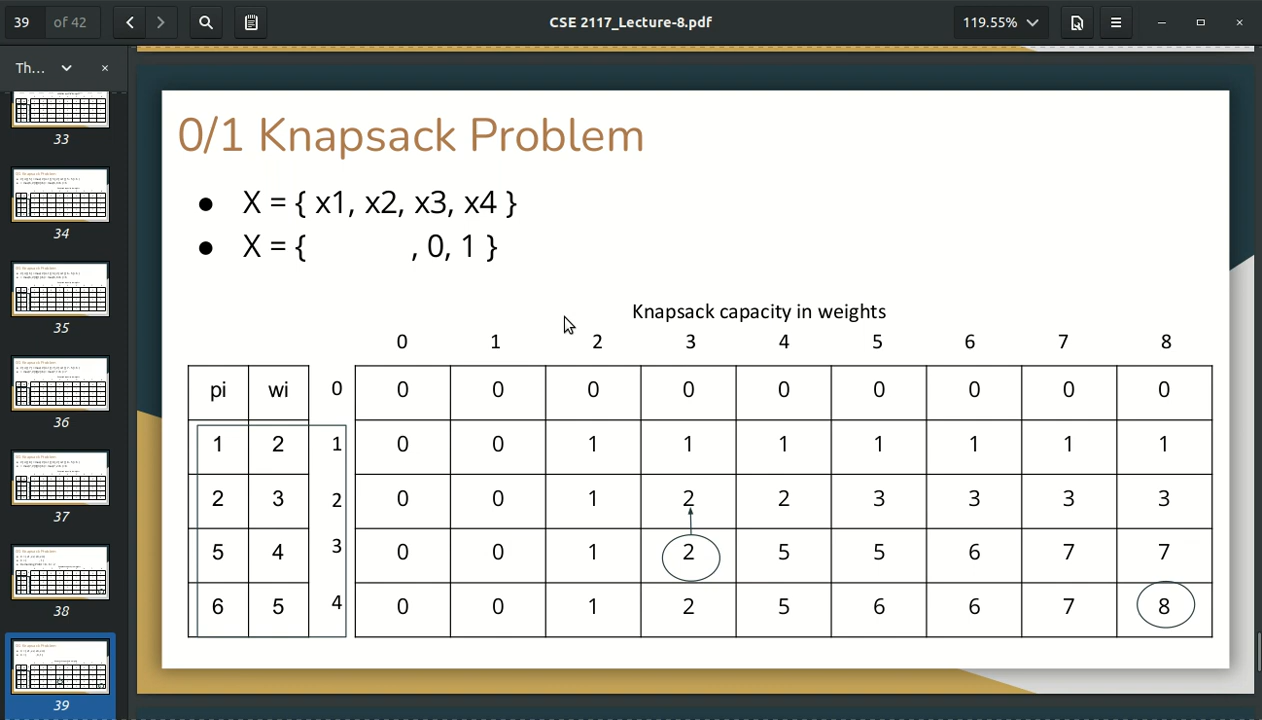 39 of 42
CSE 2117_Lecture-8.pdf
119.55%
Th...
33
34
35
36
37
38
39
0/1 Knapsack Problem
● X = { x1, x2, x3, x4 }
● X = { , 0, 1 }
Knapsack capacity in weights
0 1 2 3 4 5 6 7 8
pi wi 0 0 0 0 0 0 0 0 0 0
1 2 1 0 0 1 1 1 1 1 1 1
2 3 2 0 0 1 2 2 3 3 3 3
5 4 3 0 0 1 2 5 5 6 7 7
6 5 4 0 0 1 2 5 6 6 7 8